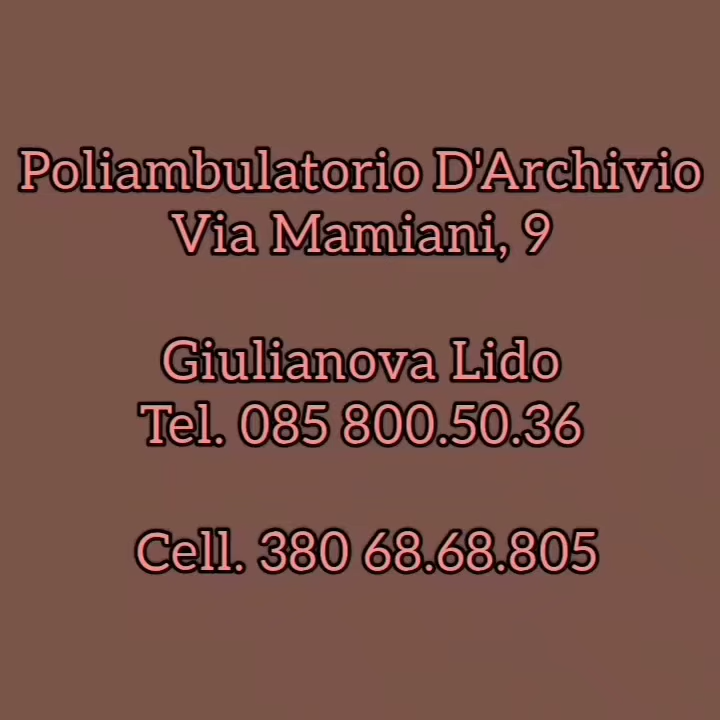 Poliambulatorio D'Archivio
Via Mamiani, 9
Giulianova Lido
Tel. 085 800.50.36
Cell. 380 68.68.805